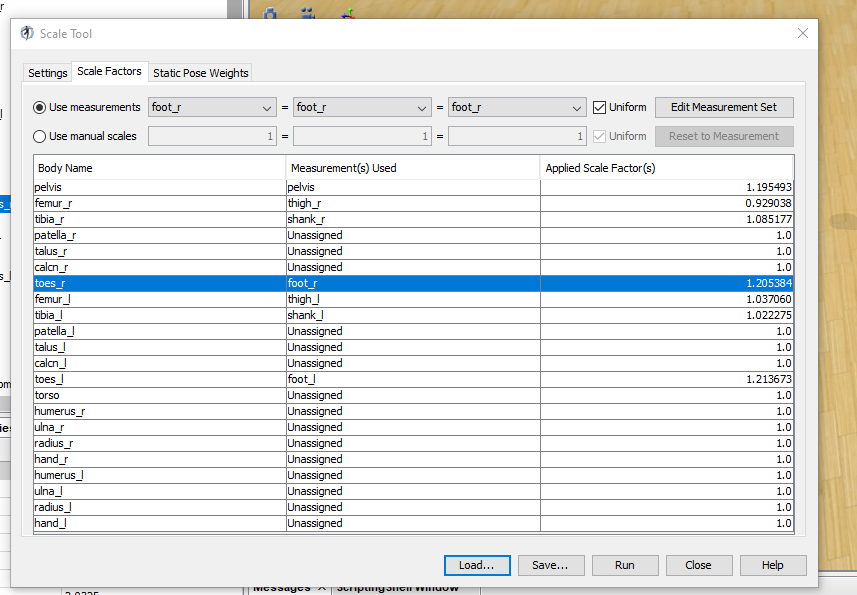 Scale Tool
Settings Scale Factors Static Pose Weights
Use measurements foot_r = foot_r = foot_r Uniform Edit Measurement Set
Use manual scales 1 = 1 = 1 Uniform Reset to Measurement
Body Name Measurement(s) Used Applied Scale Factor(s)
pelvis pelvis 1.195493
femur_r thigh_r 0.929038
tibia_r shank_r 1.085177
patella_r Unassigned 1.0
talus_r Unassigned 1.0
calcn_r Unassigned 1.0
toes_r foot_r 1.205384
femur_l thigh_l 1.037060
tibia_l shank_l 1.022275
patella_l Unassigned 1.0
talus_l Unassigned 1.0
calcn_l Unassigned 1.0
toes_l foot_l 1.213673
torso Unassigned 1.0
humerus_r Unassigned 1.0
ulna_r Unassigned 1.0
radius_r Unassigned 1.0
hand_r Unassigned 1.0
humerus_l Unassigned 1.0
ulna_l Unassigned 1.0
radius_l Unassigned 1.0
hand_l Unassigned 1.0
Load... Save... Run Close Help
Messages ScriptingShell Window